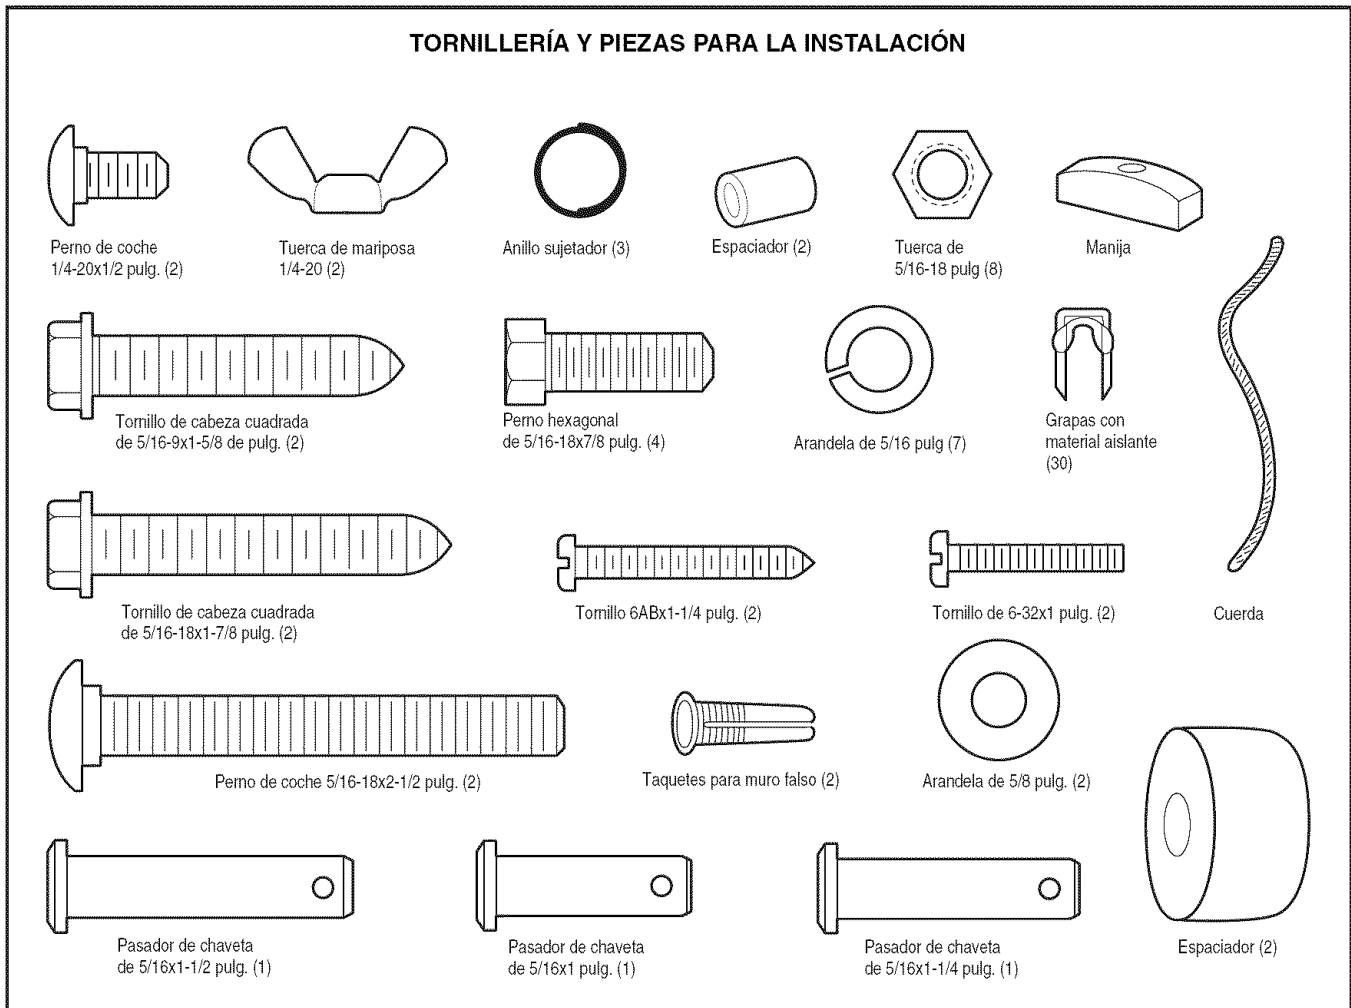 TORNILLERÍA Y PIEZAS PARA LA INSTALACIÓN
Perno de coche
1/4-20x1/2 pulg. (2)
Tuerca de mariposa
1/4-20 (2)
Anillo sujetador (3)
Espaciador (2)
Tuerca de
5/16-18 pulg (8)
Manija
Tornillo de cabeza cuadrada
de 5/16-9x1-5/8 de pulg. (2)
Perno hexagonal
de 5/16-18x7/8 pulg. (4)
Arandela de 5/16 pulg (7)
Grapas con
material aislante
(30)
Tornillo de cabeza cuadrada
de 5/16-18x1-7/8 pulg. (2)
Tornillo 6ABx1-1/4 pulg. (2)
Tornillo de 6-32x1 pulg. (2)
Cuerda
Perno de coche 5/16-18x2-1/2 pulg. (2)
Taquetes para muro falso (2)
Arandela de 5/8 pulg. (2)
Pasador de chaveta
de 5/16x1-1/2 pulg. (1)
Pasador de chaveta
de 5/16x1 pulg. (1)
Pasador de chaveta
de 5/16x1-1/4 pulg. (1)
Espaciador (2)